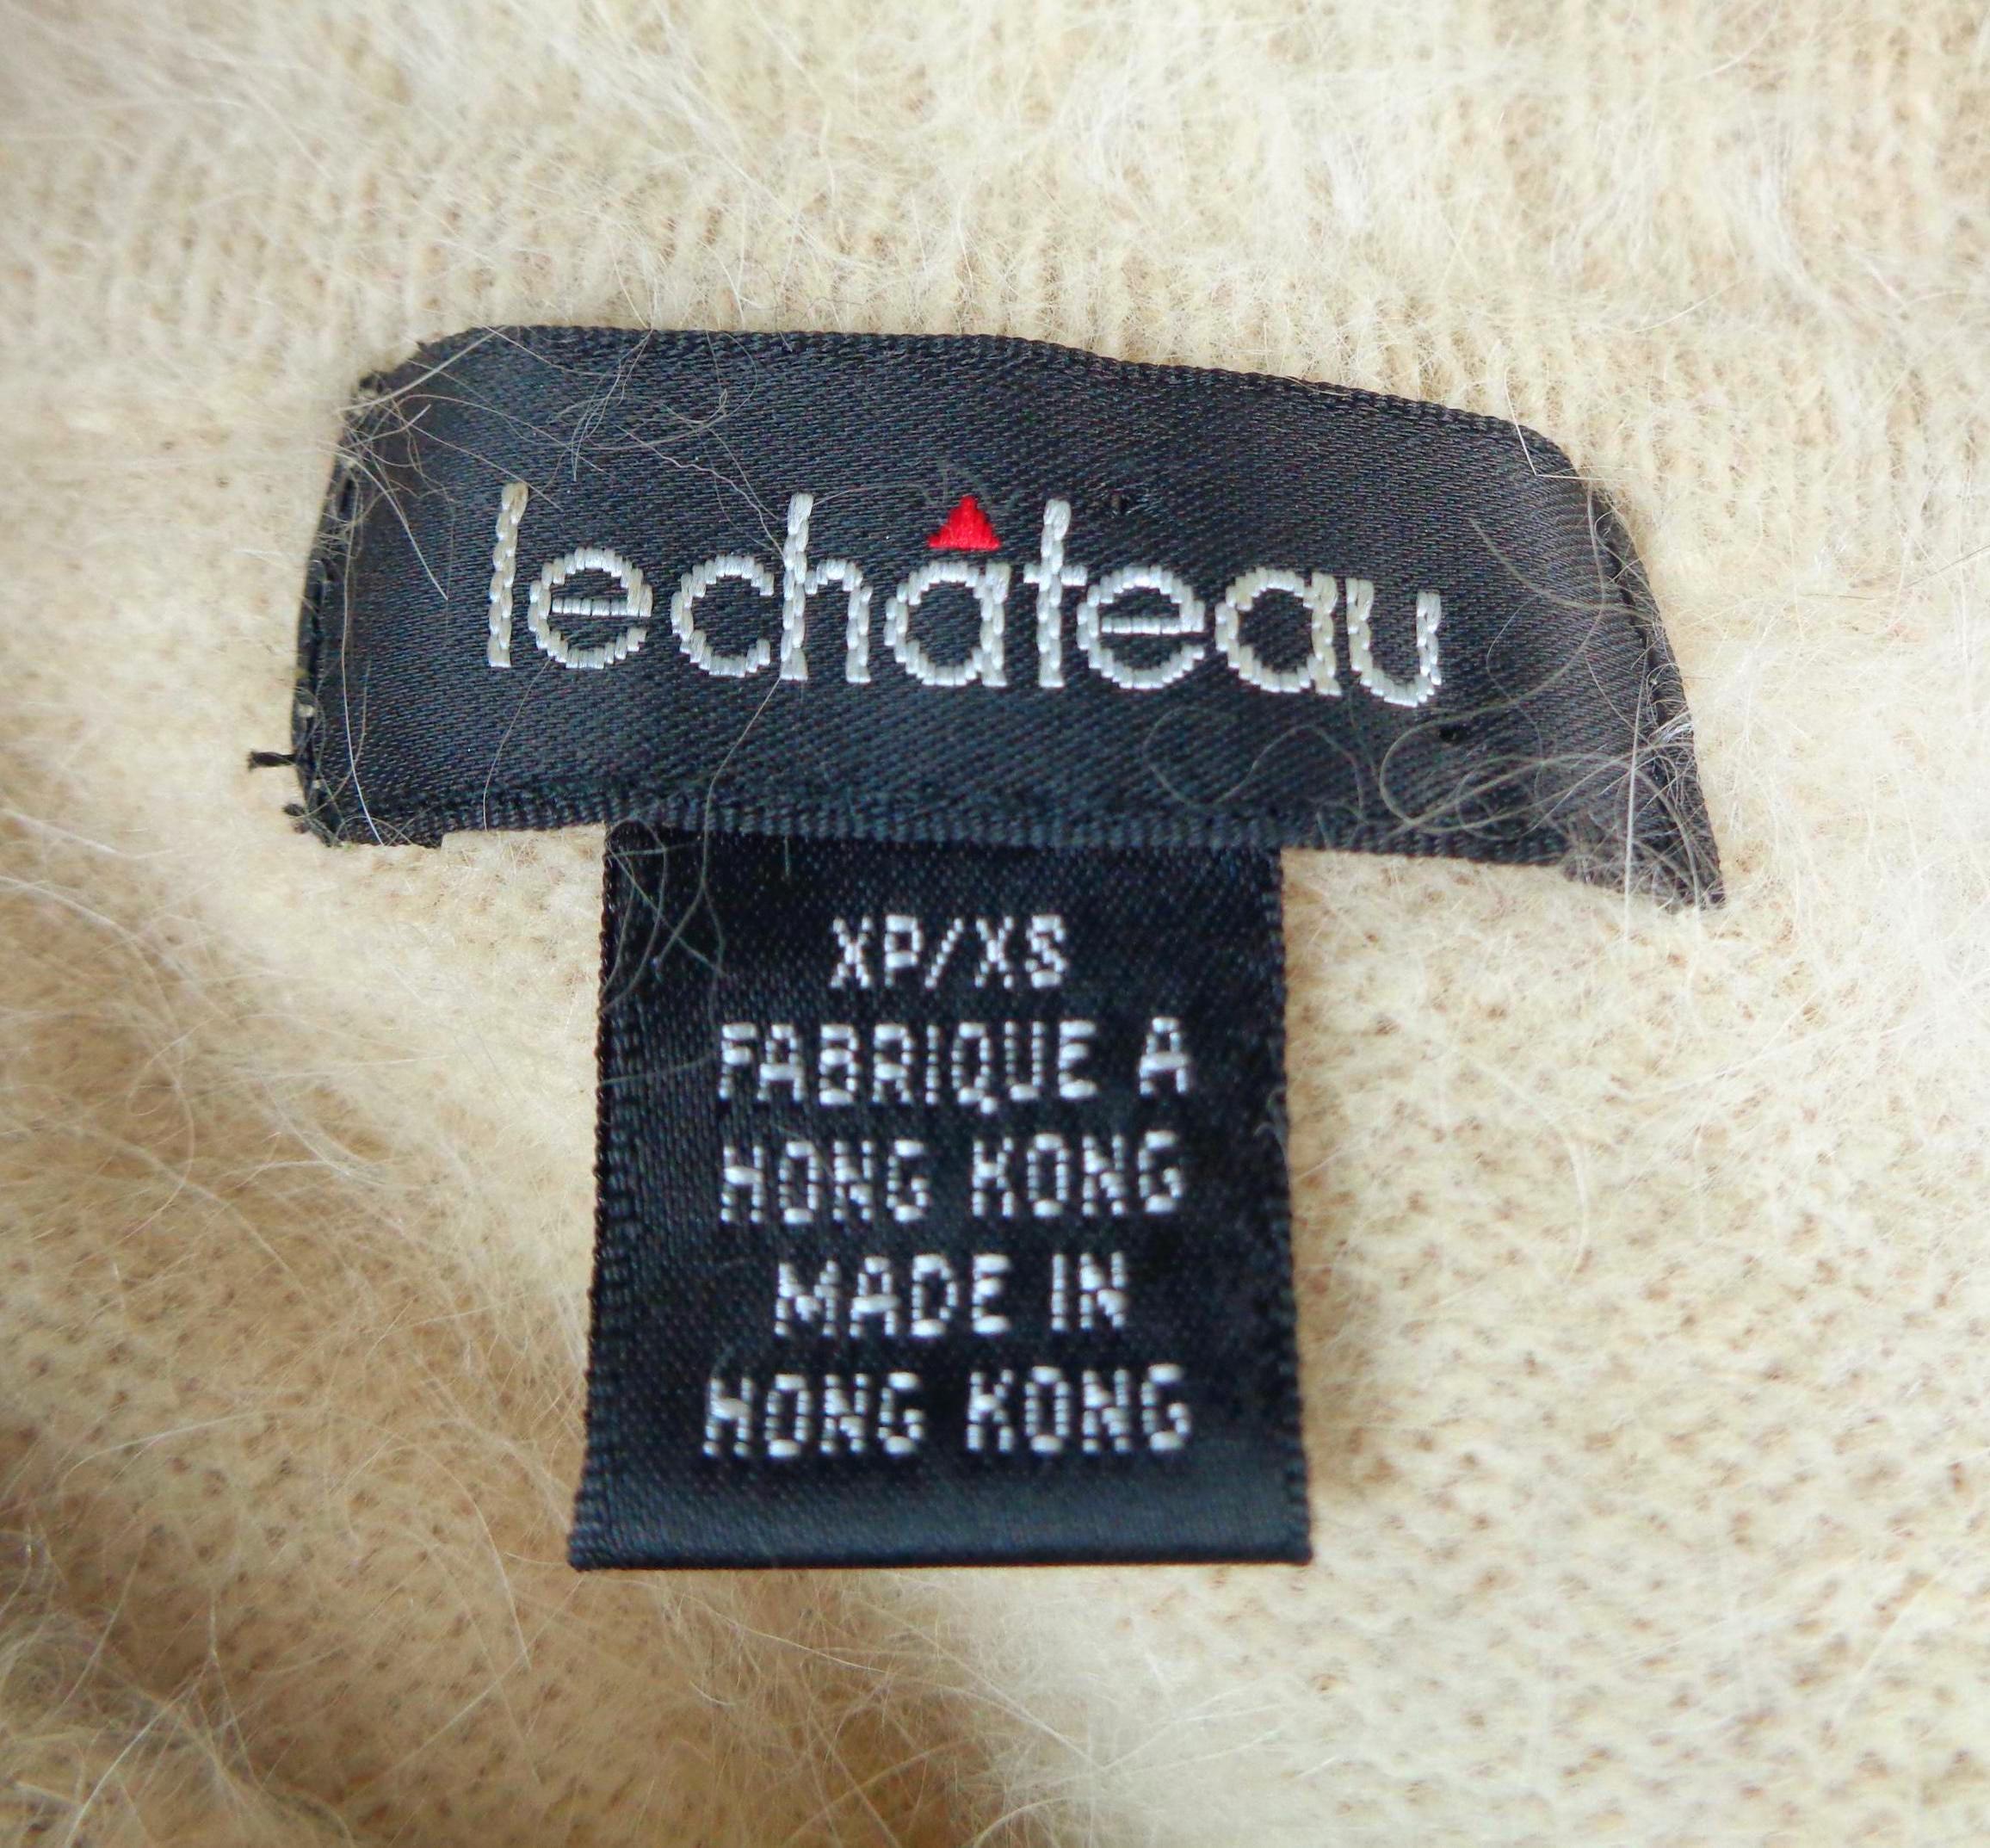 lechâteau
XP/XS
FABRIQUE A
HONG KONG
MADE IN
HONG KONG